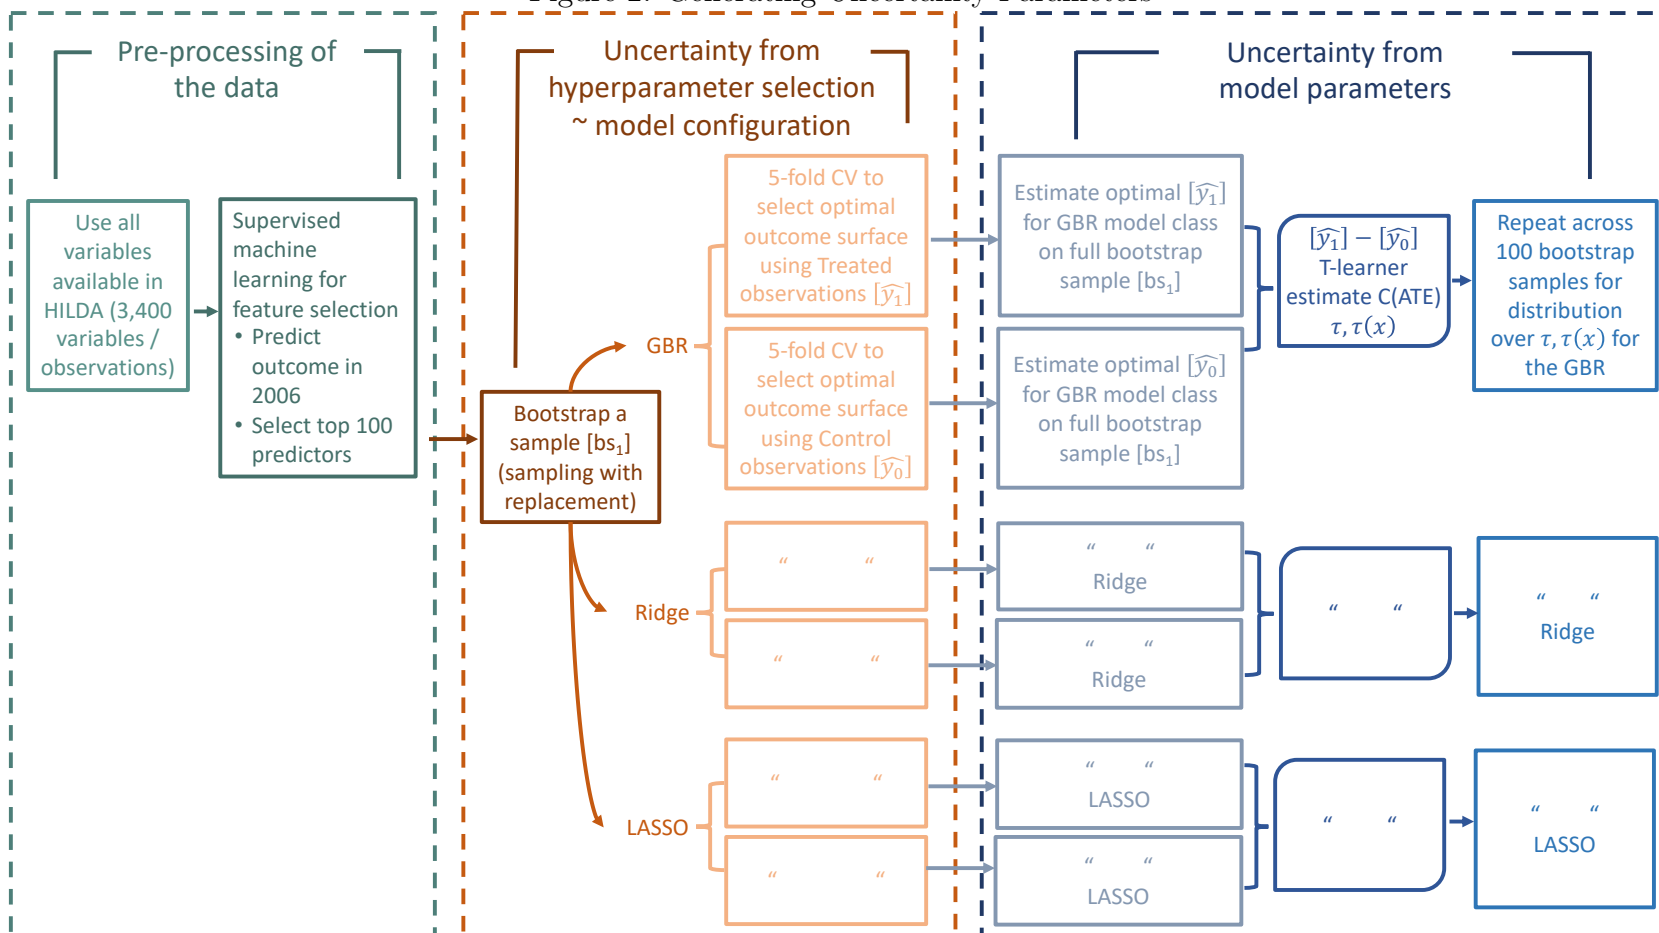 Figure 2: Generating Uncertainty Parameters
Pre-processing of
the data
Uncertainty from
hyperparameter selection
~ model configuration
Uncertainty from
model parameters
Use all
variables
available in
HILDA (3,400
variables /
observations)
Supervised
machine
learning for
feature selection
• Predict
outcome in
2006
• Select top 100
predictors
Bootstrap a
sample [bs₁]
(sampling with
replacement)
GBR
5-fold CV to
select optimal
outcome surface
using Treated
observations [ŷ₁]
5-fold CV to
select optimal
outcome surface
using Control
observations [ŷ₀]
Estimate optimal [ŷ₁]
for GBR model class
on full bootstrap
sample [bs₁]
Estimate optimal [ŷ₀]
for GBR model class
on full bootstrap
sample [bs₁]
[ŷ₁] − [ŷ₀]
T-learner
estimate C(ATE)
τ, τ(x)
Repeat across
100 bootstrap
samples for
distribution
over τ, τ(x) for
the GBR
Ridge
“ “
“ “
“ “
Ridge
“ “
Ridge
“ “
“ “
Ridge
LASSO
“ “
“ “
“ “
LASSO
“ “
LASSO
“ “
“ “
LASSO